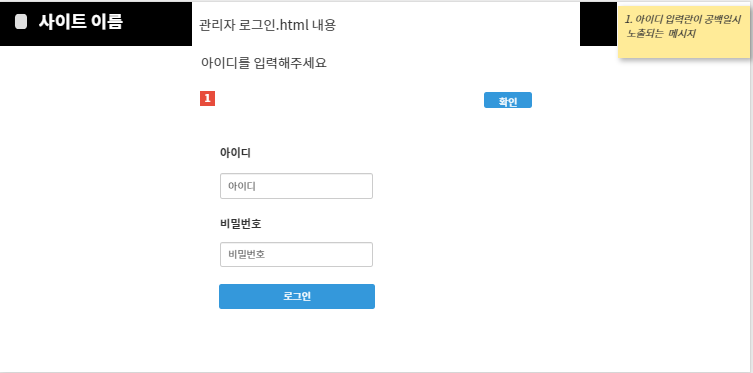 사이트 이름
관리자 로그인.html 내용
1. 아이디 입력란이 공백일시
노출되는 메시지
아이디를 입력해주세요
1
확인
아이디
아이디
비밀번호
비밀번호
로그인